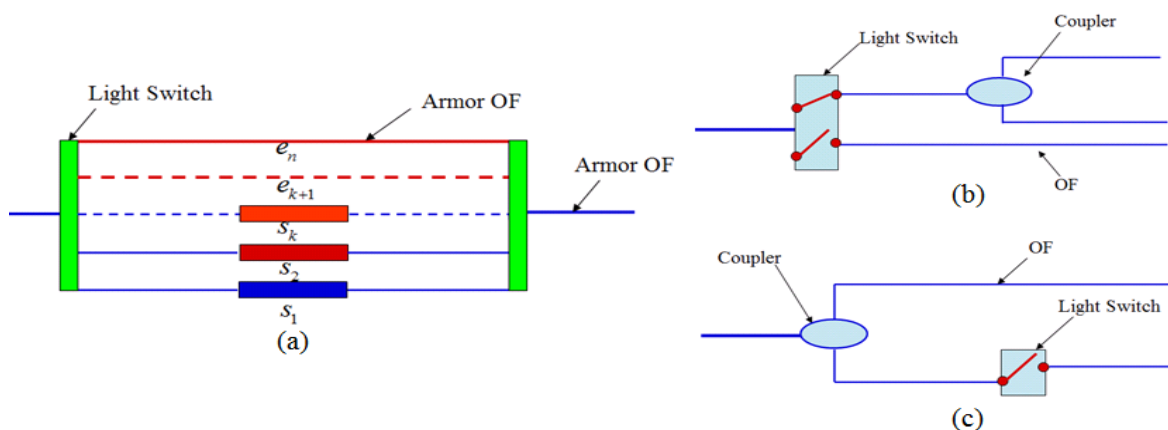 Light Switch
Armor OF
e_n
e_{k+1}
Armor OF
s_k
s_2
s_1
(a)
Coupler
Light Switch
OF
(b)
OF
Coupler
Light Switch
(c)